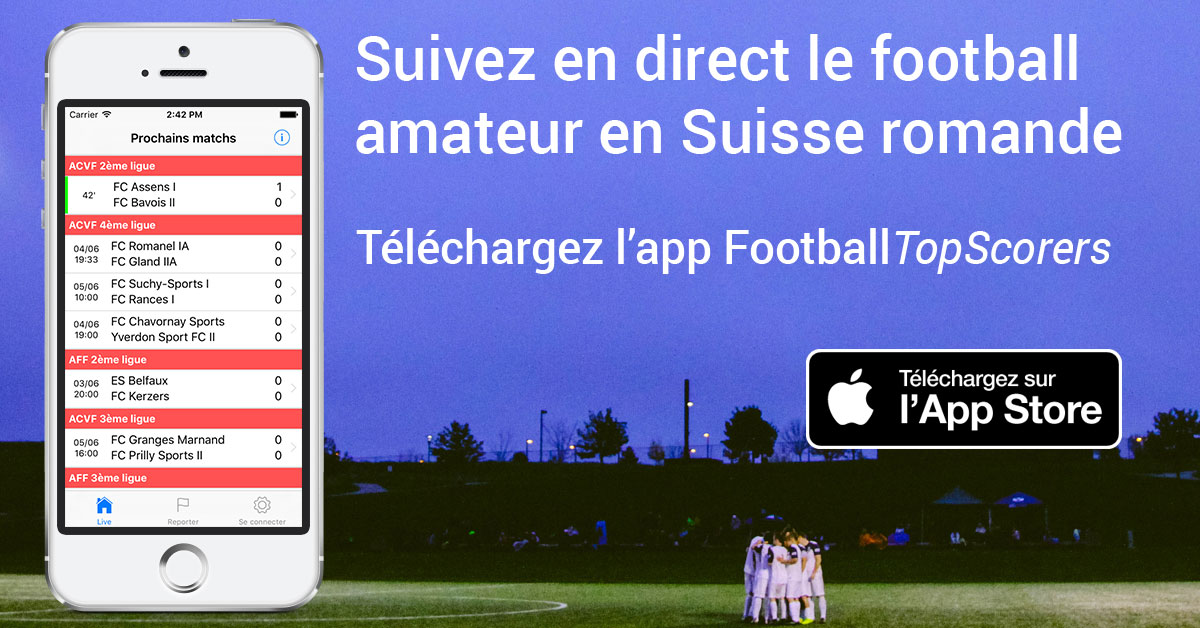 Suivez en direct le football
amateur en Suisse romande
Téléchargez l'app FootballTopScorers
Téléchargez sur
l'App Store
Carrier 2:42 PM
Prochains matchs
ACVF 2ème ligue
42' FC Assens I 1
FC Bavois II 0
ACVF 4ème ligue
04/06 FC Romanel IA 0
19:33 FC Gland IIA 0
05/06 FC Suchy-Sports I 0
10:00 FC Rances I 0
04/06 FC Chavornay Sports 0
19:00 Yverdon Sport FC II 0
AFF 2ème ligue
03/06 ES Belfaux 0
20:00 FC Kerzers 0
ACVF 3ème ligue
05/06 FC Granges Marnand 0
16:00 FC Prilly Sports II 0
AFF 3ème ligue
Live Reporter Se connecter